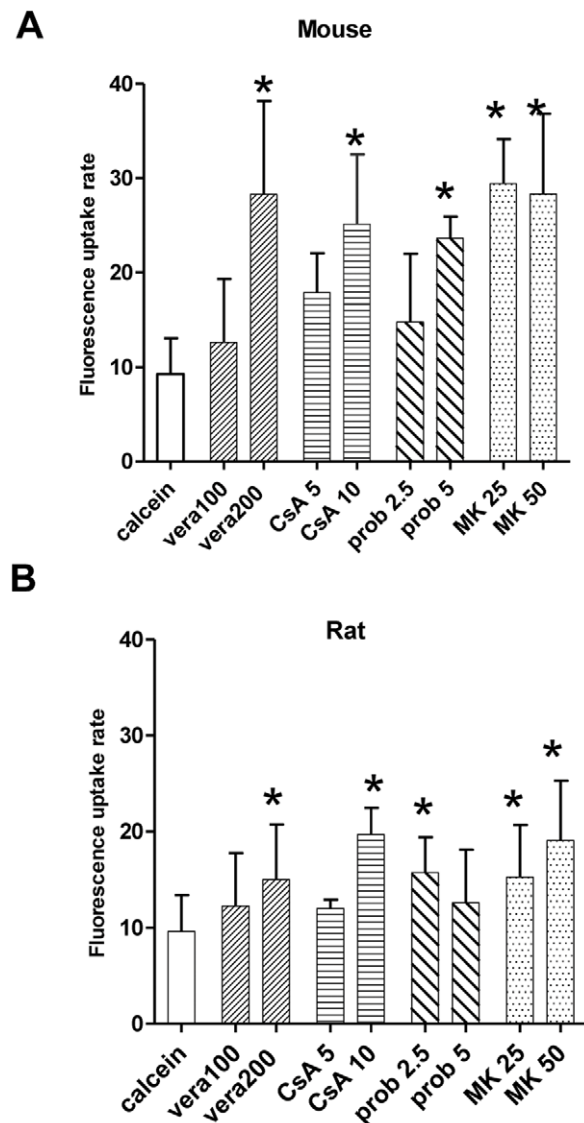 A
Mouse
Fluorescence uptake rate
40
30
20
10
0
* * * * *
calcein vera100 vera200 CsA 5 CsA 10 prob 2.5 prob 5 MK 25 MK 50
B
Rat
Fluorescence uptake rate
40
30
20
10
0
* * * * *
calcein vera100 vera200 CsA 5 CsA 10 prob 2.5 prob 5 MK 25 MK 50